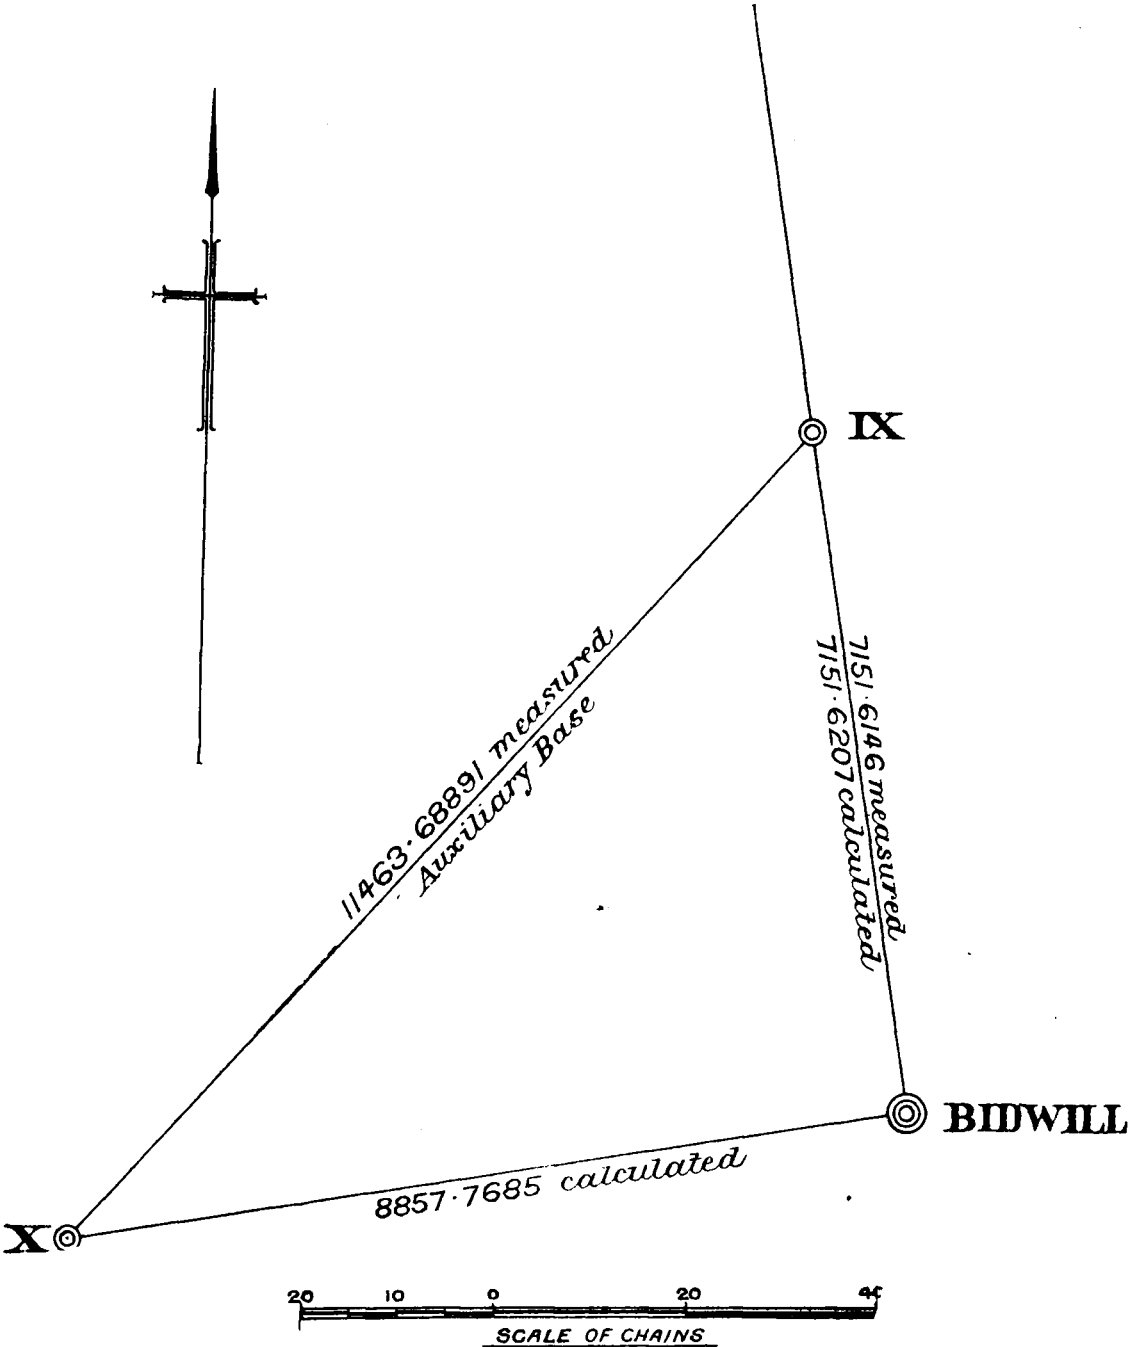 IX
11463·6889 measured
Auxiliary Base
7151·6146 measured
7151·6207 calculated
BIDWILL
8857·7685 calculated
X
20 10 0 20 40
SCALE OF CHAINS